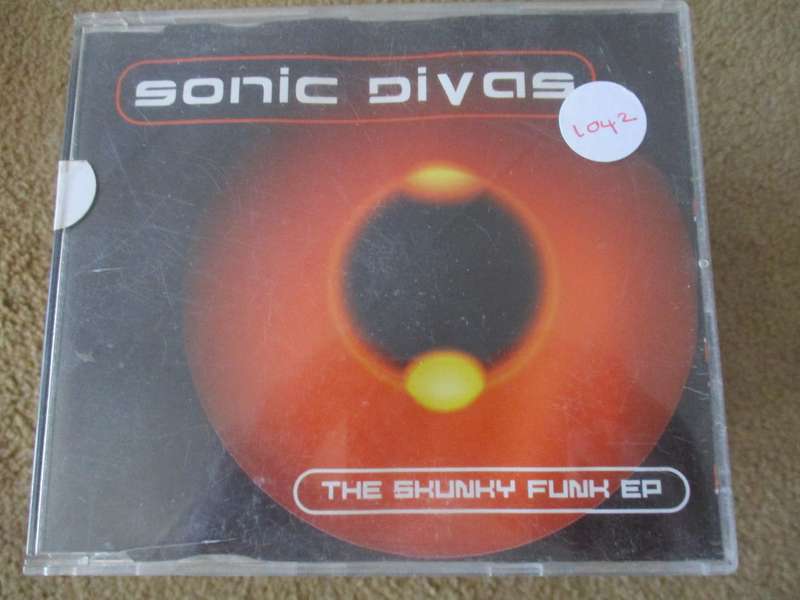 sonic Divas
1042
THE SKUNKY FUNK EP